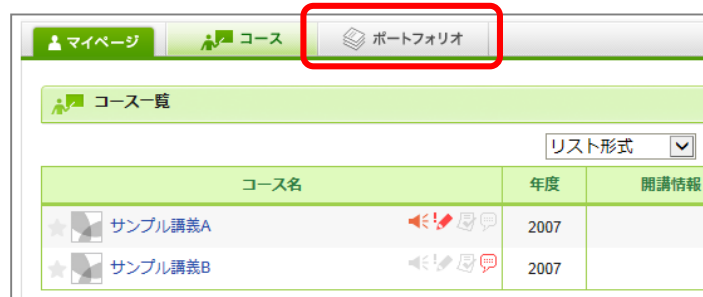 マイページ コース ポートフォリオ
コース一覧
リスト形式
コース名 年度 開講情報
サンプル講義A 2007
サンプル講義B 2007